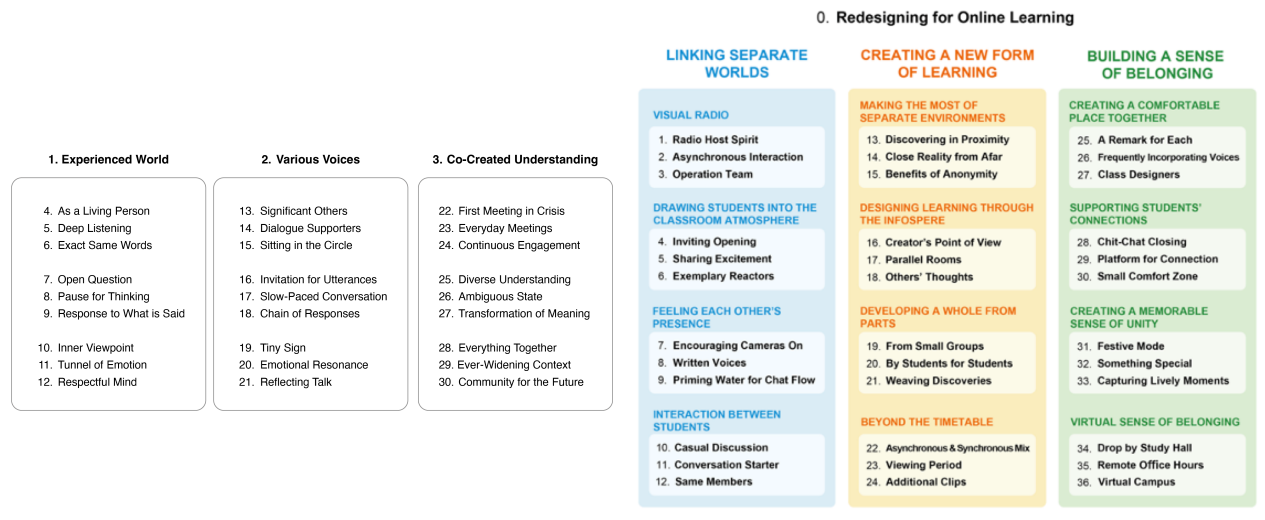 1. Experienced World
4. As a Living Person
5. Deep Listening
6. Exact Same Words
7. Open Question
8. Pause for Thinking
9. Response to What is Said
10. Inner Viewpoint
11. Tunnel of Emotion
12. Respectful Mind
2. Various Voices
13. Significant Others
14. Dialogue Supporters
15. Sitting in the Circle
16. Invitation for Utterances
17. Slow-Paced Conversation
18. Chain of Responses
19. Tiny Sign
20. Emotional Resonance
21. Reflecting Talk
3. Co-Created Understanding
22. First Meeting in Crisis
23. Everyday Meetings
24. Continuous Engagement
25. Diverse Understanding
26. Ambiguous State
27. Transformation of Meaning
28. Everything Together
29. Ever-Widening Context
30. Community for the Future
0. Redesigning for Online Learning
LINKING SEPARATE
WORLDS
VISUAL RADIO
1. Radio Host Spirit
2. Asynchronous Interaction
3. Operation Team
DRAWING STUDENTS INTO THE
CLASSROOM ATMOSPHERE
4. Inviting Opening
5. Sharing Excitement
6. Exemplary Reactors
FEELING EACH OTHER'S
PRESENCE
7. Encouraging Cameras On
8. Written Voices
9. Priming Water for Chat Flow
INTERACTION BETWEEN
STUDENTS
10. Casual Discussion
11. Conversation Starter
12. Same Members
CREATING A NEW FORM
OF LEARNING
MAKING THE MOST OF
SEPARATE ENVIRONMENTS
13. Discovering in Proximity
14. Close Reality from Afar
15. Benefits of Anonymity
DESIGNING LEARNING THROUGH
THE INFOSPERE
16. Creator's Point of View
17. Parallel Rooms
18. Others' Thoughts
DEVELOPING A WHOLE FROM
PARTS
19. From Small Groups
20. By Students for Students
21. Weaving Discoveries
BEYOND THE TIMETABLE
22. Asynchronous & Synchronous Mix
23. Viewing Period
24. Additional Clips
BUILDING A SENSE
OF BELONGING
CREATING A COMFORTABLE
PLACE TOGETHER
25. A Remark for Each
26. Frequently Incorporating Voices
27. Class Designers
SUPPORTING STUDENTS'
CONNECTIONS
28. Chit-Chat Closing
29. Platform for Connection
30. Small Comfort Zone
CREATING A MEMORABLE
SENSE OF UNITY
31. Festive Mode
32. Something Special
33. Capturing Lively Moments
VIRTUAL SENSE OF BELONGING
34. Drop by Study Hall
35. Remote Office Hours
36. Virtual Campus